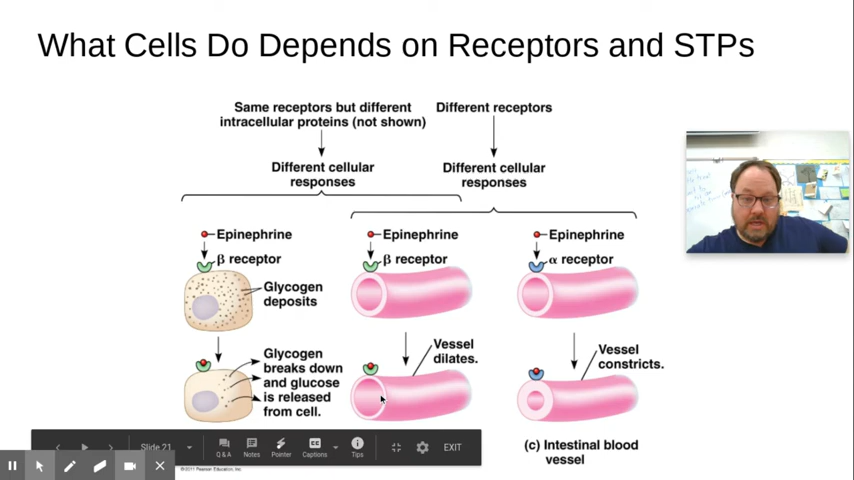 What Cells Do Depends on Receptors and STPs
Same receptors but different
intracellular proteins (not shown)
Different receptors
Different cellular
responses
Different cellular
responses
Epinephrine
β receptor
Glycogen
deposits
Epinephrine
β receptor
Epinephrine
α receptor
Glycogen
breaks down
and glucose
is released
from cell.
Vessel
dilates.
Vessel
constricts.
(c) Intestinal blood
vessel
Slide 21
Q & A
Notes
Pointer
CC
Captions
Tips
EXIT
©2011 Pearson Education, Inc.